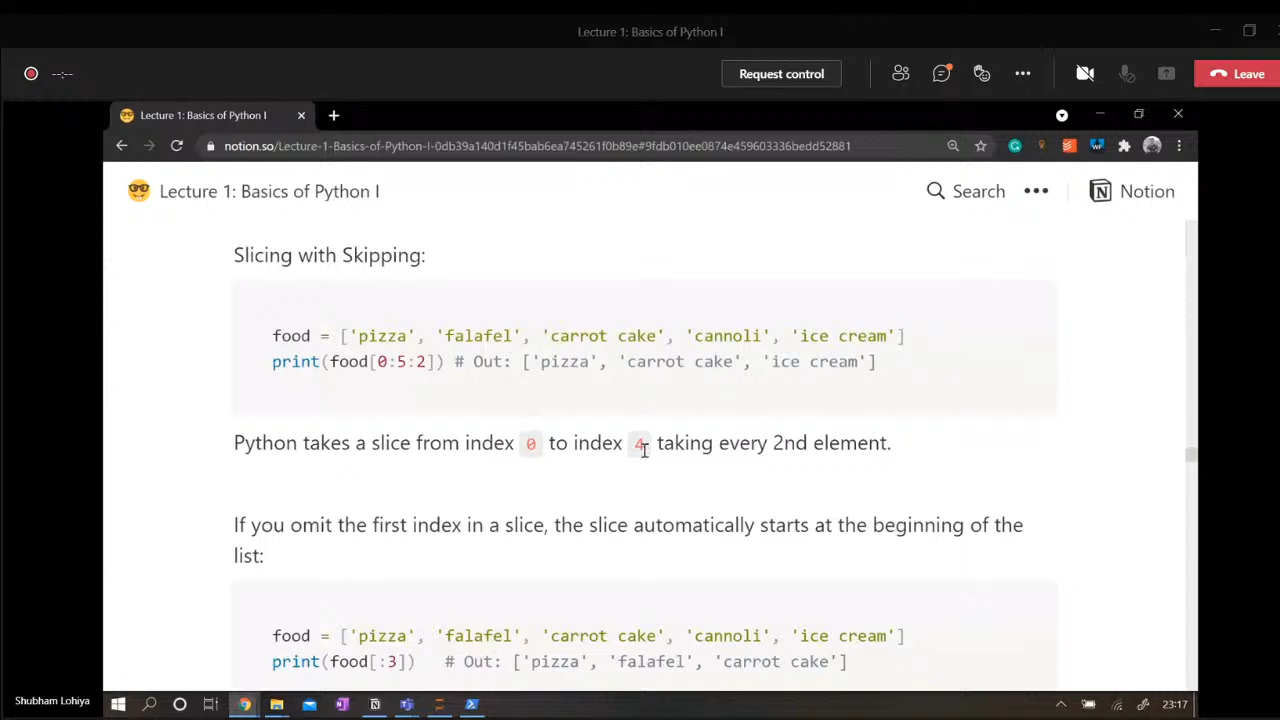 Lecture 1: Basics of Python I
--:--
Request control
Leave
Lecture 1: Basics of Python I
notion.so/Lecture-1-Basics-of-Python-I-0db39a140d1f45bab6ea745261f0b89e#9fdb010ee0874e459603336bedd52881
Lecture 1: Basics of Python I
Search
Notion
Slicing with Skipping:
food = ['pizza', 'falafel', 'carrot cake', 'cannoli', 'ice cream']
print(food[0:5:2]) # Out: ['pizza', 'carrot cake', 'ice cream']
Python takes a slice from index 0 to index 4 taking every 2nd element.
If you omit the first index in a slice, the slice automatically starts at the beginning of the
list:
food = ['pizza', 'falafel', 'carrot cake', 'cannoli', 'ice cream']
print(food[:3]) # Out: ['pizza', 'falafel', 'carrot cake']
Shubham Lohiya
23:17